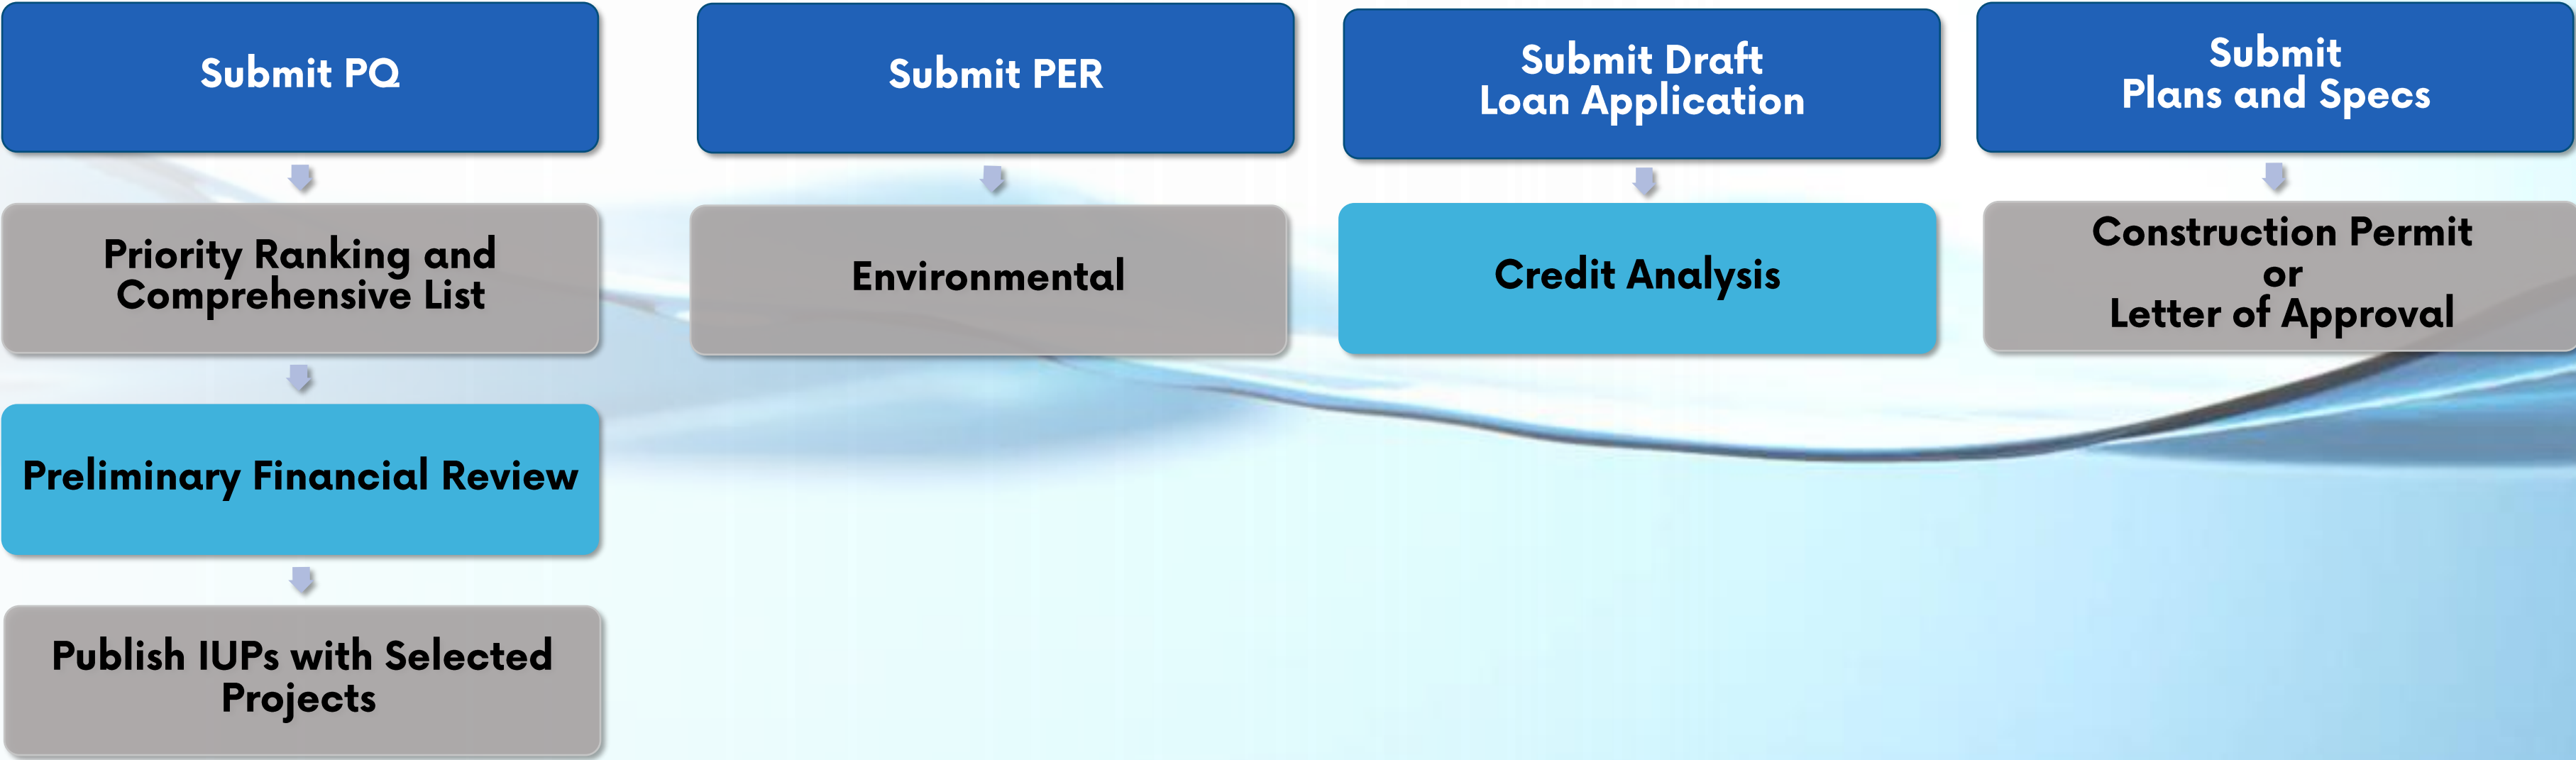 Submit PQ
Priority Ranking and
Comprehensive List
Preliminary Financial Review
Publish IUPs with Selected
Projects
Submit PER
Environmental
Submit Draft
Loan Application
Credit Analysis
Submit
Plans and Specs
Construction Permit
or
Letter of Approval